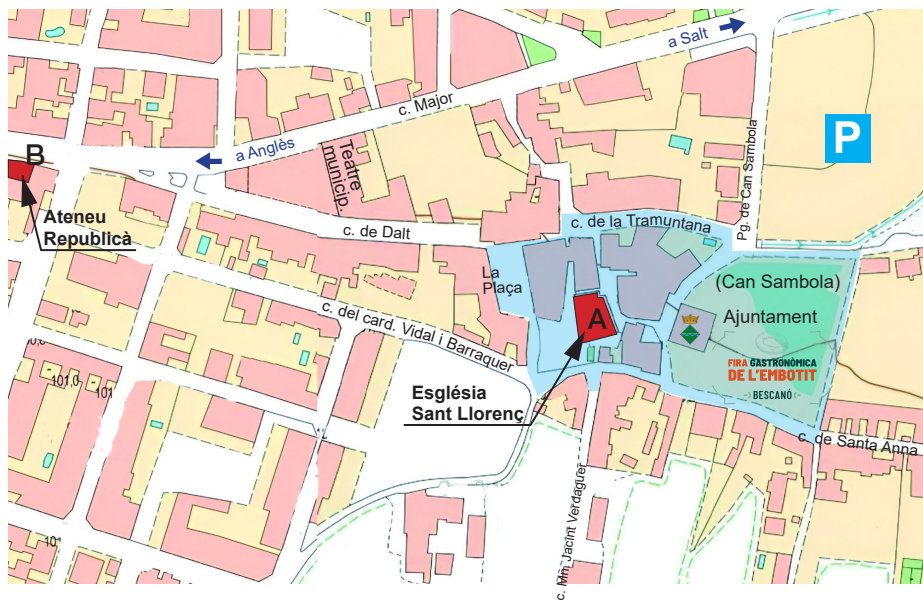 a Salt
c. Major
P
B
a Anglès
Teatre
municip.
Pg. de Can Sambola
Ateneu
Republicà
c. de Dalt
c. de la Tramuntana
La
Plaça
(Can Sambola)
A
Ajuntament
c. del card. Vidal i Barraquer
FIRA GASTRONÒMICA
DE L'EMBOTIT
BESCANÓ
Església
Sant Llorenç
101,0
101,0
c. de Santa Anna
c. Mn. Jacint Verdaguer
101